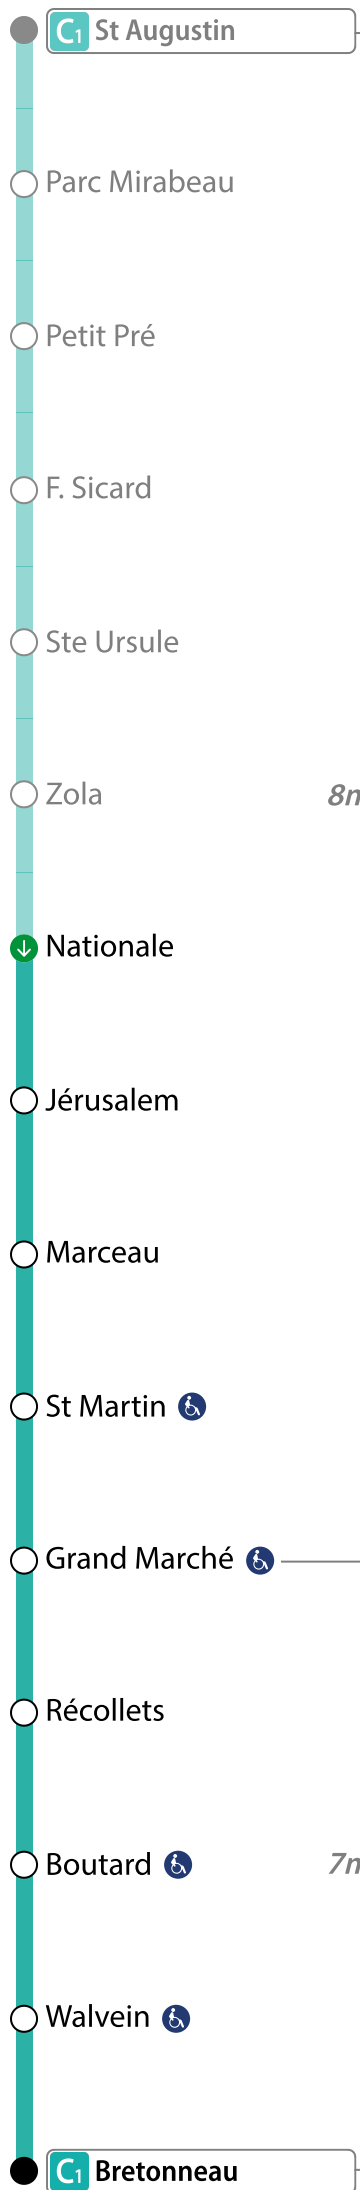 C1 St Augustin
Parc Mirabeau
Petit Pré
F. Sicard
Ste Ursule
Zola
Nationale
Jérusalem
Marceau
St Martin
Grand Marché
Récollets
Boutard
Walvein
C1 Bretonneau